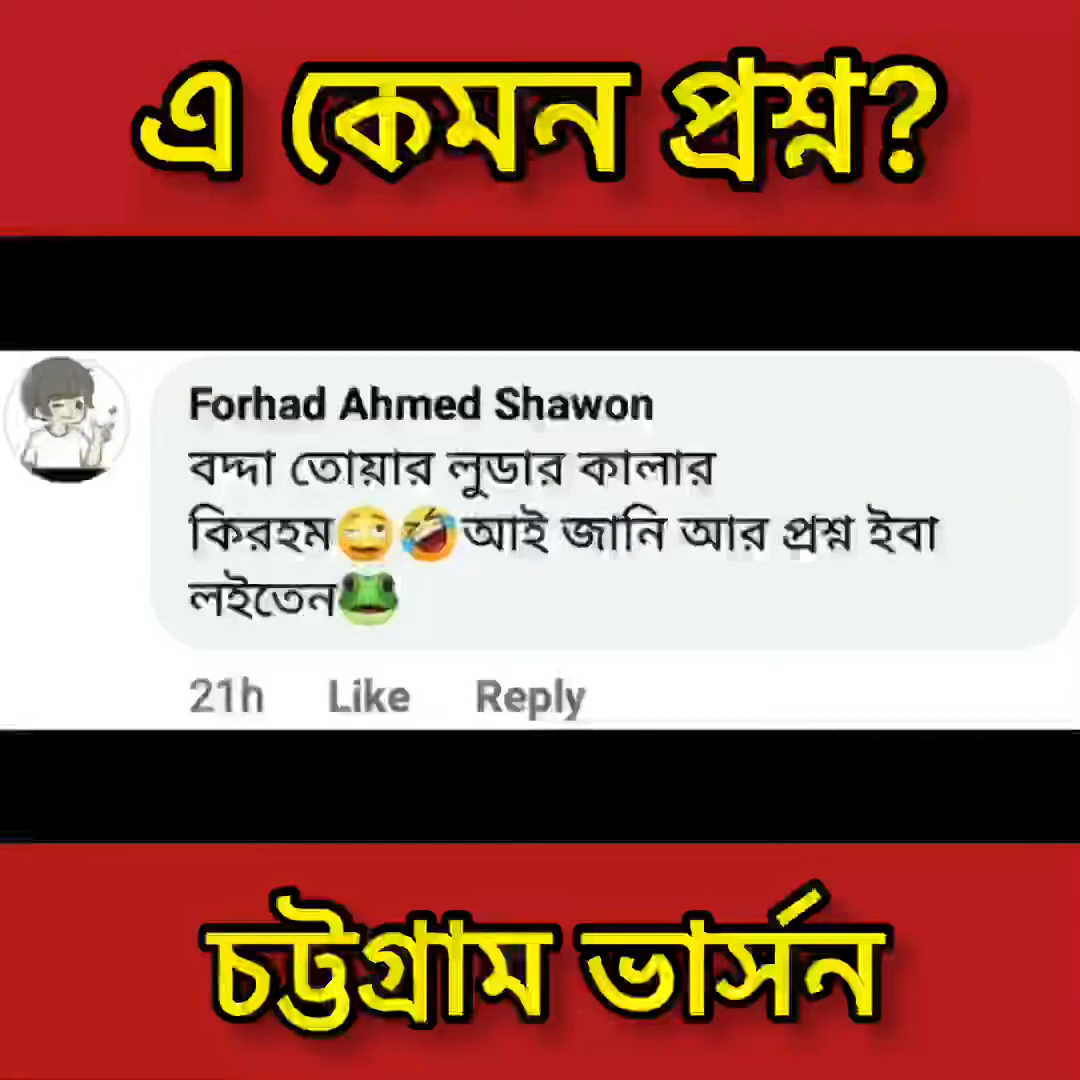 এ কেমন প্রশ্ন?
Forhad Ahmed Shawon
বদ্দা তোয়ার লুডার কালার
কিরহম😜🤣আই জানি আর প্রশ্ন ইবা
লইতেন🐸
21h Like Reply
চট্টগ্রাম ভার্সন